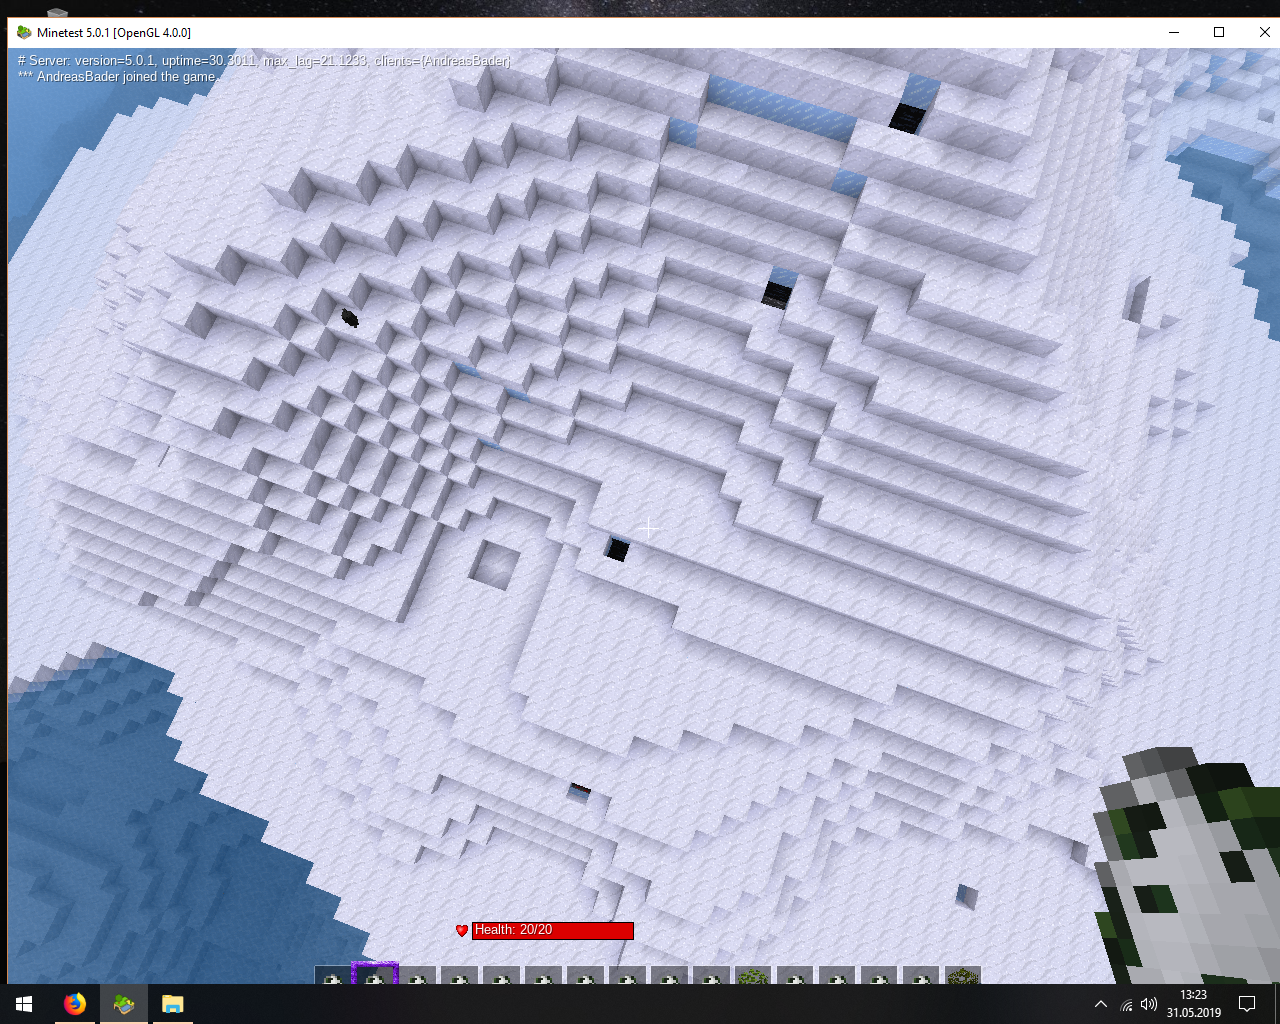 Minetest 5.0.1 [OpenGL 4.0.0]
# Server: version=5.0.1, uptime=30.3011, max_lag=21.1233, clients={AndreasBader}
*** AndreasBader joined the game.
Health: 20/20
13:23
31.05.2019